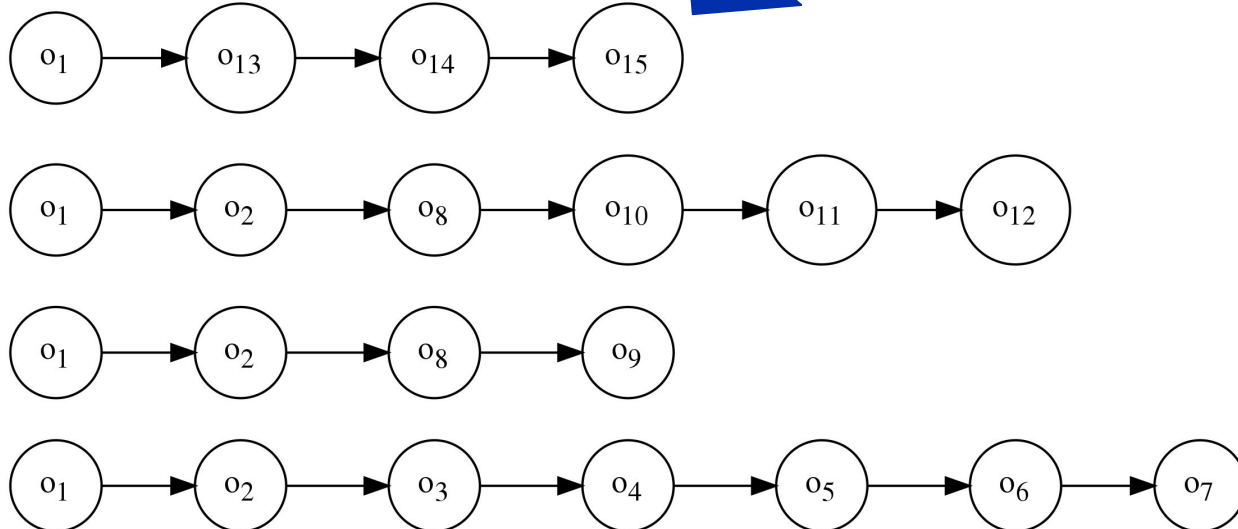 o₁ o₁₃ o₁₄ o₁₅
o₁ o₂ o₈ o₁₀ o₁₁ o₁₂
o₁ o₂ o₈ o₉
o₁ o₂ o₃ o₄ o₅ o₆ o₇